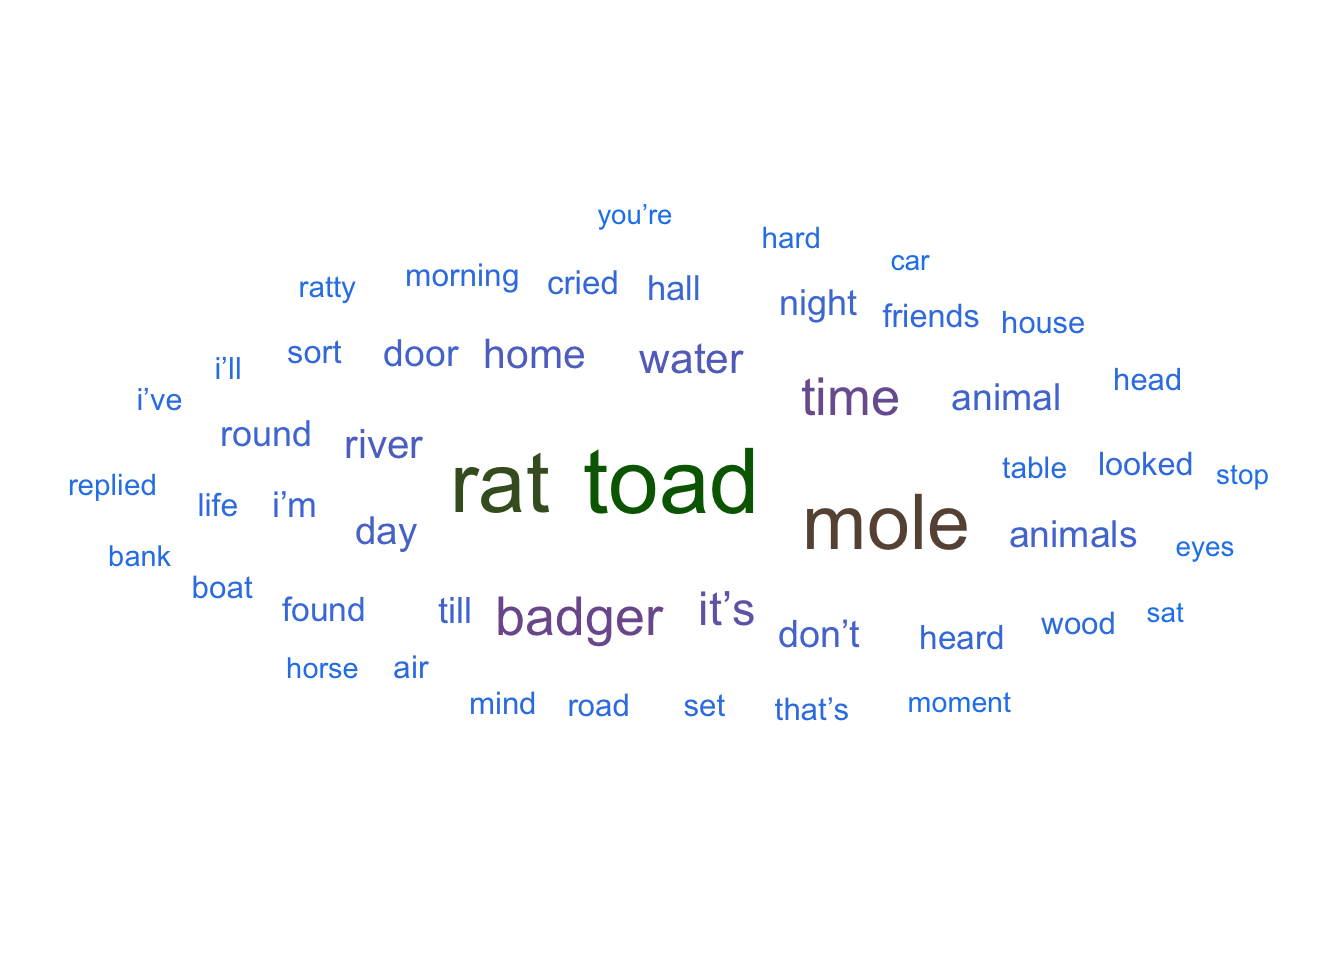 you’re
hard
car
ratty morning cried hall night friends house
i’ll sort door home water time animal head
i’ve round river rat toad mole table looked stop
replied life i’m day animals eyes
bank boat found till badger it’s don’t heard wood sat
horse air
mind road set that’s moment